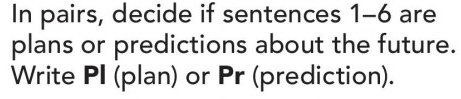 In pairs, decide if sentences 1–6 are
plans or predictions about the future.
Write Pl (plan) or Pr (prediction).